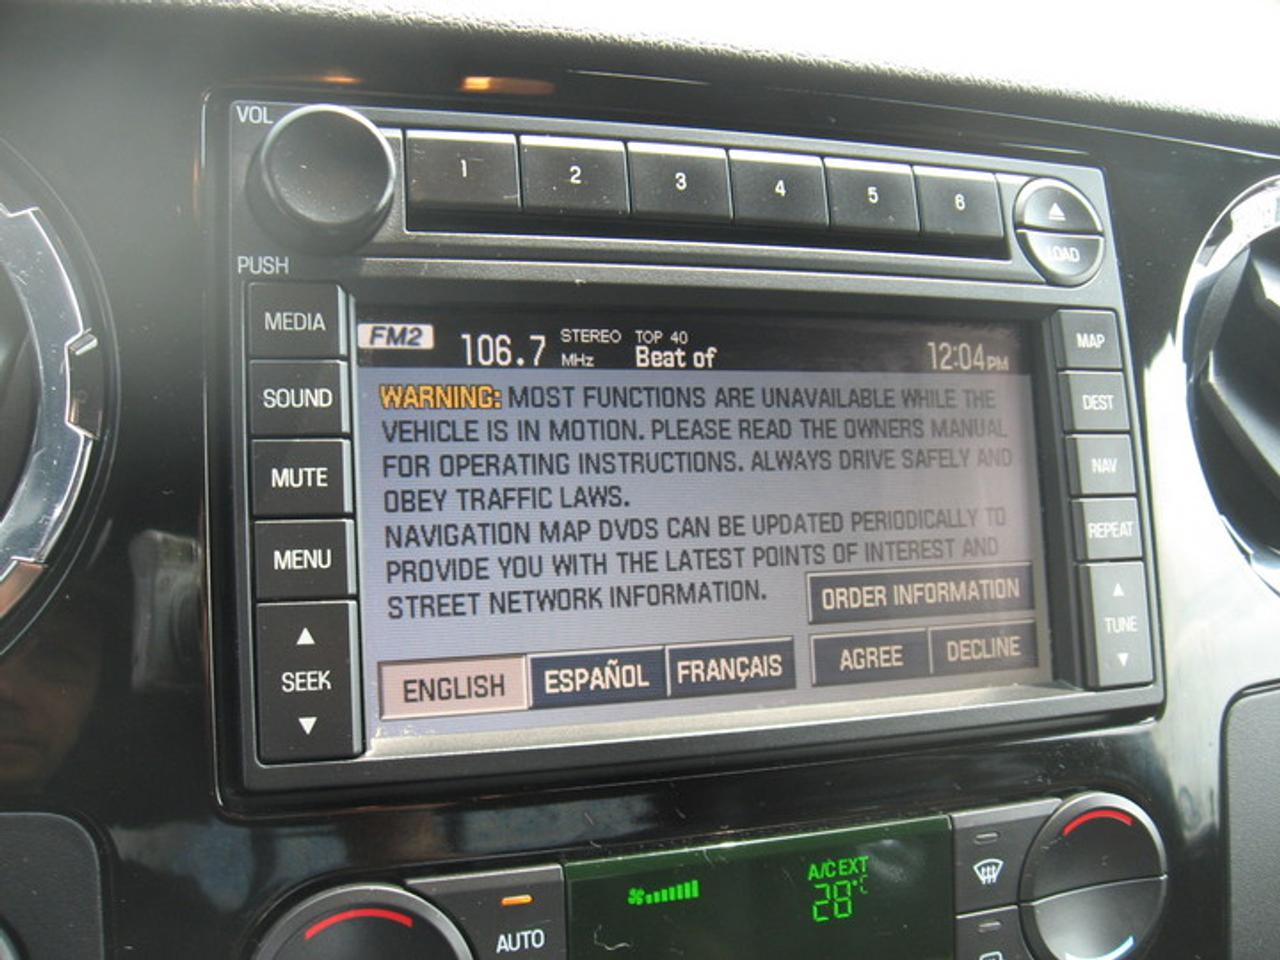 VOL
1 2 3 4 5 6
LOAD
PUSH
MEDIA
SOUND
MUTE
MENU
SEEK
FM2 106.7 MHz STEREO TOP 40
Beat of
12:04PM
WARNING: MOST FUNCTIONS ARE UNAVAILABLE WHILE THE
VEHICLE IS IN MOTION. PLEASE READ THE OWNERS MANUAL
FOR OPERATING INSTRUCTIONS. ALWAYS DRIVE SAFELY AND
OBEY TRAFFIC LAWS.
NAVIGATION MAP DVDS CAN BE UPDATED PERIODICALLY TO
PROVIDE YOU WITH THE LATEST POINTS OF INTEREST AND
STREET NETWORK INFORMATION.
ORDER INFORMATION
ENGLISH ESPAÑOL FRANÇAIS AGREE DECLINE
MAP
DEST
NAV
REPEAT
TUNE
AUTO
A/C EXT
28°C